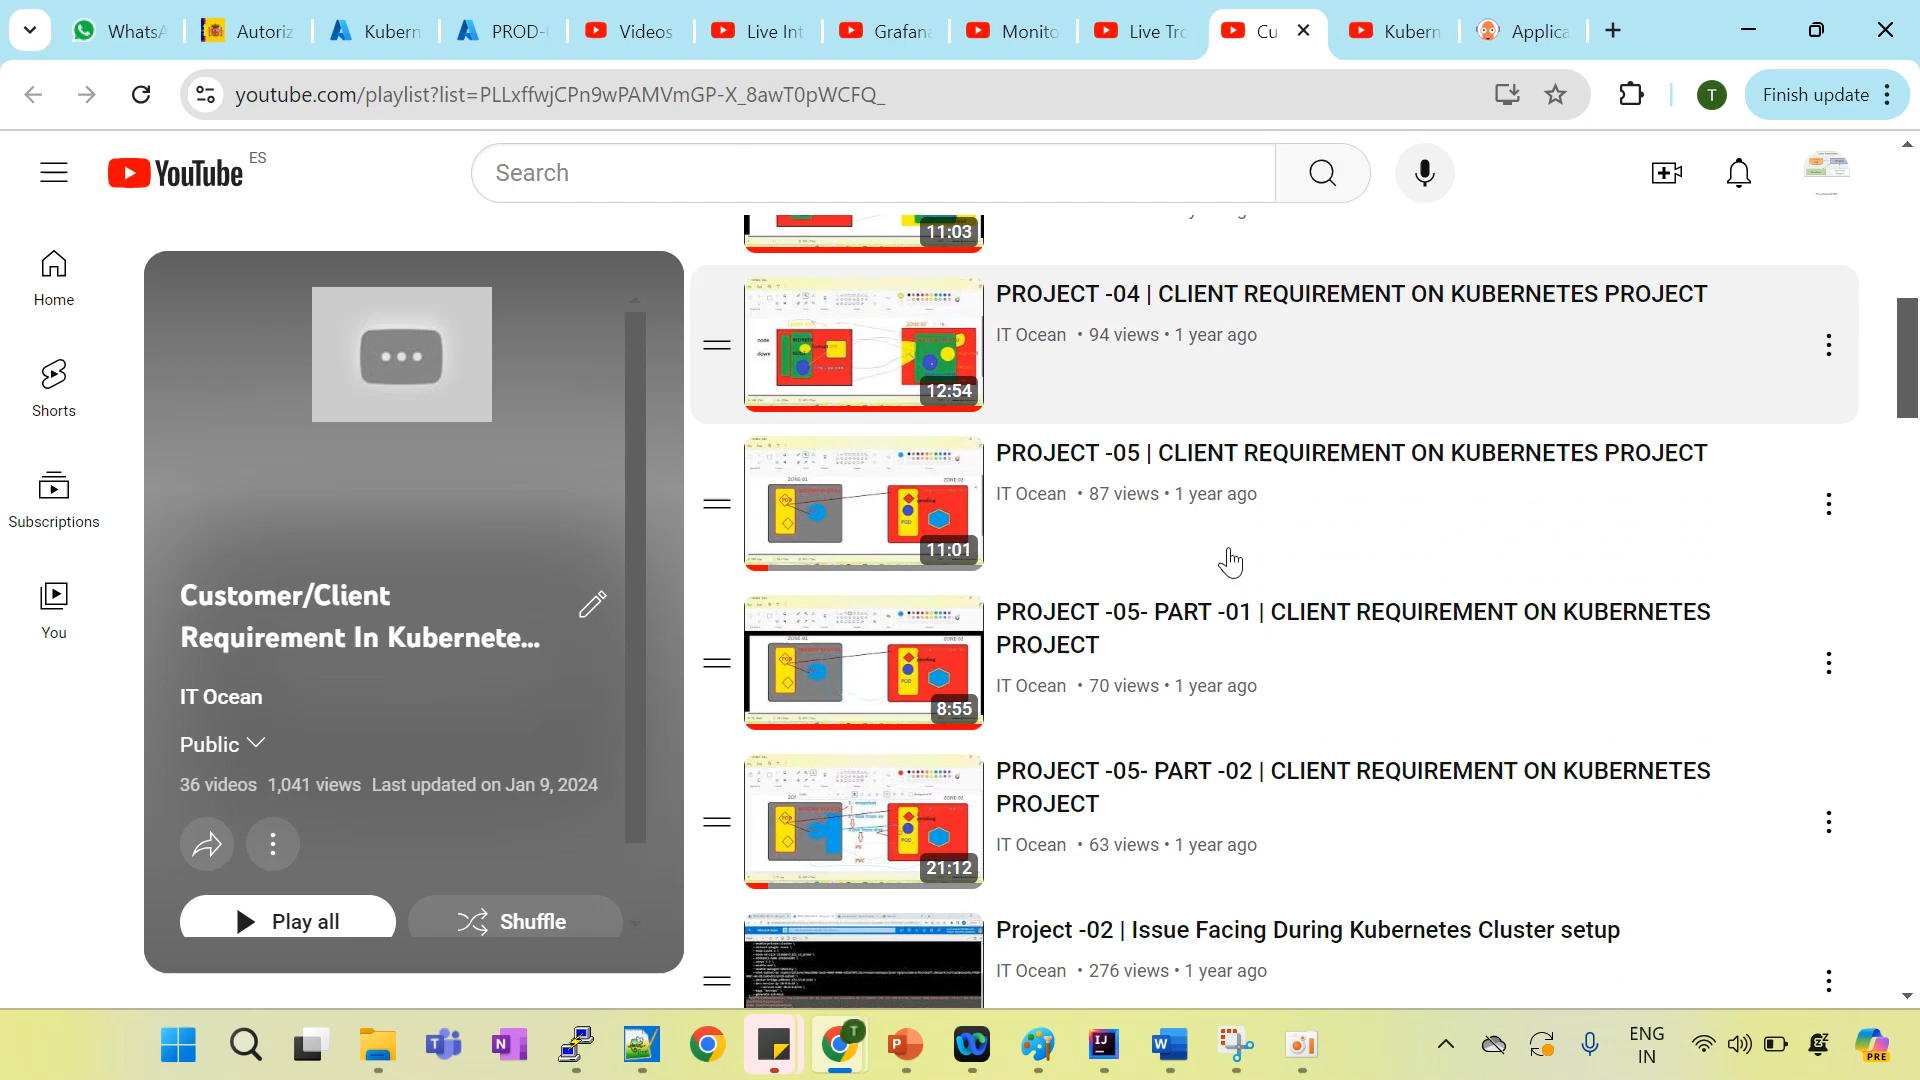 WhatsA
Autoriz
Kubern
PROD-
Videos
Live Int
Grafana
Monito
Live Tro
Cu
Kubern
Applica
youtube.com/playlist?list=PLLxffwjCPn9wPAMVmGP-X_8awT0pWCFQ_
T
Finish update
YouTube ES
Search
Home
Shorts
Subscriptions
You
Customer/Client
Requirement In Kubernete...
IT Ocean
Public
36 videos 1,041 views Last updated on Jan 9, 2024
Play all
Shuffle
11:03
PROJECT -04 | CLIENT REQUIREMENT ON KUBERNETES PROJECT
IT Ocean • 94 views • 1 year ago
12:54
PROJECT -05 | CLIENT REQUIREMENT ON KUBERNETES PROJECT
IT Ocean • 87 views • 1 year ago
11:01
PROJECT -05- PART -01 | CLIENT REQUIREMENT ON KUBERNETES
PROJECT
IT Ocean • 70 views • 1 year ago
8:55
PROJECT -05- PART -02 | CLIENT REQUIREMENT ON KUBERNETES
PROJECT
IT Ocean • 63 views • 1 year ago
21:12
Project -02 | Issue Facing During Kubernetes Cluster setup
IT Ocean • 276 views • 1 year ago
ENG
IN
PRE